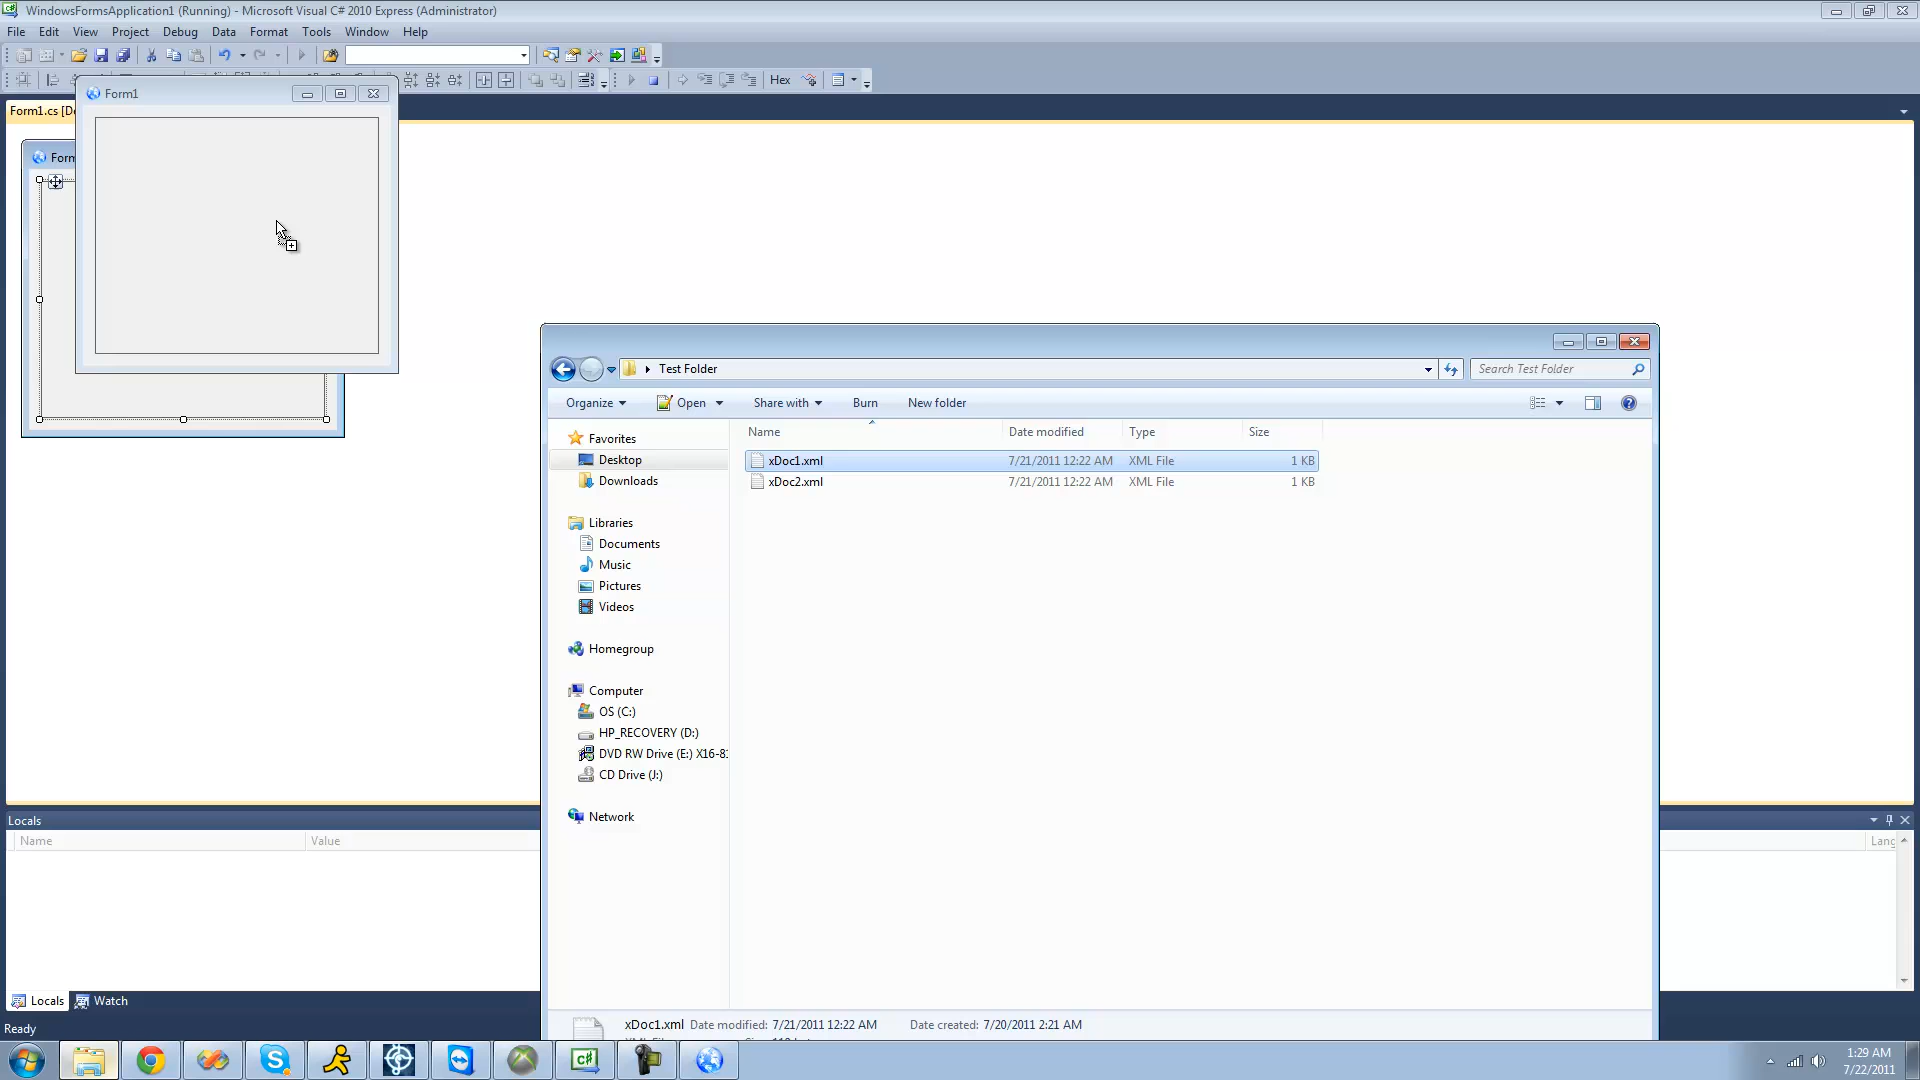 WindowsFormsApplication1 (Running) - Microsoft Visual C# 2010 Express (Administrator)
File Edit View Project Debug Data Format Tools Window Help
Hex
Form1.cs [De
Form1
Form
Test Folder
Search Test Folder
Organize Open Share with Burn New folder
Name Date modified Type Size
xDoc1.xml 7/21/2011 12:22 AM XML File 1 KB
xDoc2.xml 7/21/2011 12:22 AM XML File 1 KB
Favorites
Desktop
Downloads
Libraries
Documents
Music
Pictures
Videos
Homegroup
Computer
OS (C:)
HP_RECOVERY (D:)
DVD RW Drive (E:) X16-8
CD Drive (J:)
Network
xDoc1.xml Date modified: 7/21/2011 12:22 AM Date created: 7/20/2011 2:21 AM
Locals
Name Value Lang
Locals Watch
Ready
1:29 AM
7/22/2011